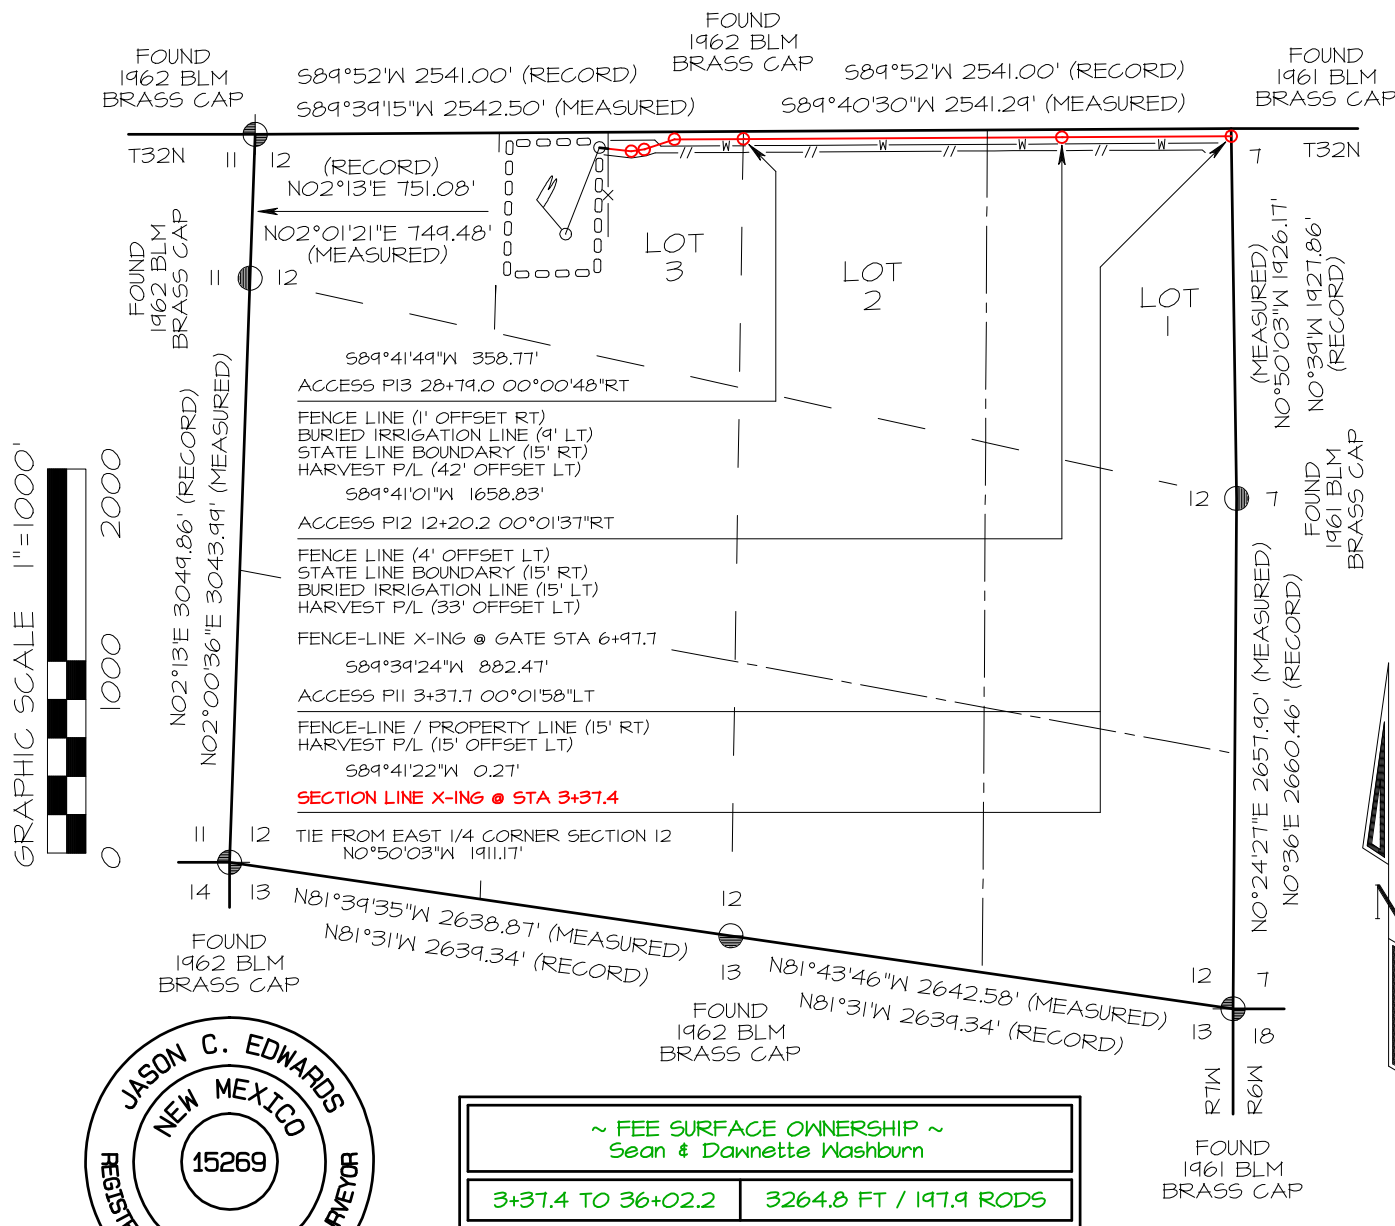 FOUND
1962 BLM
BRASS CAP
S89°52'W 2541.00' (RECORD)
S89°39'15"W 2542.50' (MEASURED)
FOUND
1962 BLM
BRASS CAP
S89°52'W 2541.00' (RECORD)
S89°40'30"W 2541.29' (MEASURED)
FOUND
1961 BLM
BRASS CAP
T32N
11 12
7
T32N
(RECORD)
N02°13'E 751.08'
N02°01'21"E 749.48'
(MEASURED)
X
W W W W
// // // //
FOUND
1962 BLM
BRASS CAP
11 12
LOT
3
LOT
2
LOT
1
(MEASURED)
N0°50'03"W 1926.17'
N0°39'W 1927.86'
(RECORD)
S89°41'49"W 358.77'
ACCESS PI3 28+79.0 00°00'48"RT
FENCE LINE (1' OFFSET RT)
BURIED IRRIGATION LINE (9' LT)
STATE LINE BOUNDARY (15' RT)
HARVEST P/L (42' OFFSET LT)
S89°41'01"W 1658.83'
ACCESS PI2 12+20.2 00°01'37"RT
FENCE LINE (4' OFFSET LT)
STATE LINE BOUNDARY (15' RT)
BURIED IRRIGATION LINE (15' LT)
HARVEST P/L (33' OFFSET LT)
FENCE-LINE X-ING @ GATE STA 6+97.7
S89°39'24"W 882.47'
ACCESS PI1 3+37.7 00°01'58"LT
FENCE-LINE / PROPERTY LINE (15' RT)
HARVEST P/L (15' OFFSET LT)
S89°41'22"W 0.27'
SECTION LINE X-ING @ STA 3+37.4
TIE FROM EAST 1/4 CORNER SECTION 12
N0°50'03"W 1911.17'
12 7
FOUND
1961 BLM
BRASS CAP
GRAPHIC SCALE 1"=1000'
0 1000 2000
N02°13'E 3049.86' (RECORD)
N02°00'36"E 3043.99' (MEASURED)
N0°24'27"E 2657.90' (MEASURED)
N0°36'E 2660.46' (RECORD)
N
11 12
14 13
FOUND
1962 BLM
BRASS CAP
N81°39'35"W 2638.87' (MEASURED)
N81°31'W 2639.34' (RECORD)
12
13
FOUND
1962 BLM
BRASS CAP
N81°43'46"W 2642.58' (MEASURED)
N81°31'W 2639.34' (RECORD)
12 7
13 18
R7W
R6W
FOUND
1961 BLM
BRASS CAP
JASON C. EDWARDS
NEW MEXICO
15269
~ FEE SURFACE OWNERSHIP ~
Sean & Dawnette Washburn
3+37.4 TO 36+02.2
3264.8 FT / 197.9 RODS